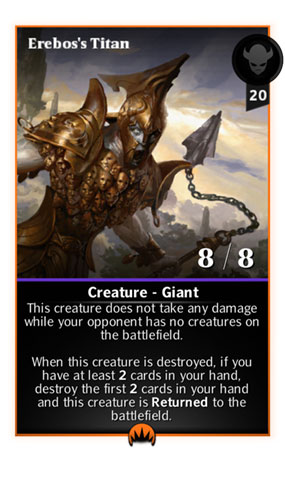 Erebos's Titan
20
8 / 8
Creature - Giant
This creature does not take any damage
while your opponent has no creatures on
the battlefield.
When this creature is destroyed, if you
have at least 2 cards in your hand,
destroy the first 2 cards in your hand
and this creature is Returned to the
battlefield.